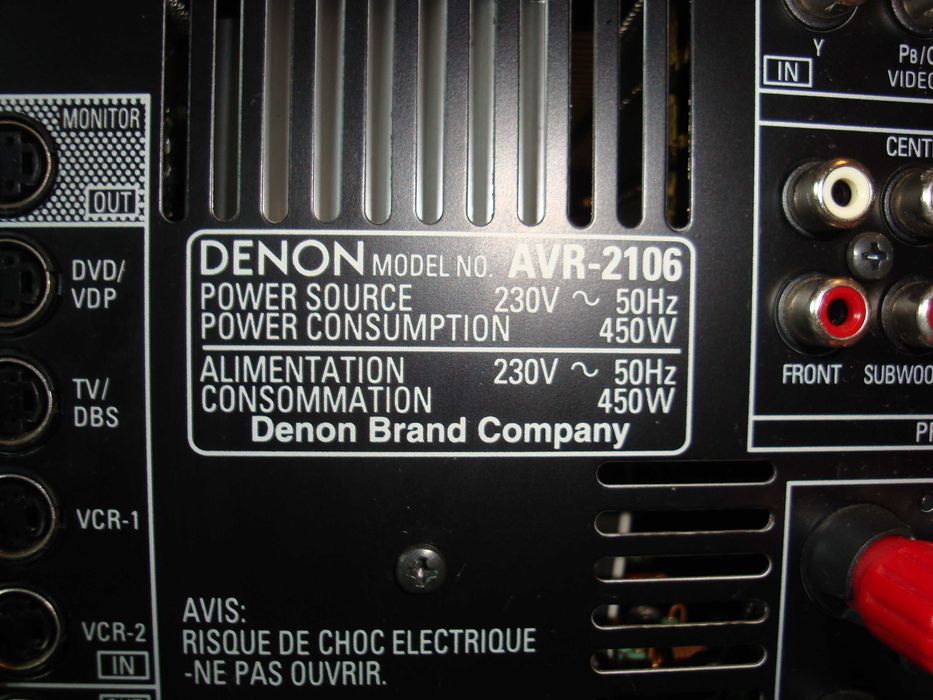 MONITOR
OUT
DVD/
VDP
TV/
DBS
VCR-1
VCR-2
IN
DENON MODEL NO. AVR-2106
POWER SOURCE 230V ~ 50Hz
POWER CONSUMPTION 450W
ALIMENTATION 230V ~ 50Hz
CONSOMMATION 450W
Denon Brand Company
AVIS:
RISQUE DE CHOC ELECTRIQUE
-NE PAS OUVRIR.
Y
IN
FRONT